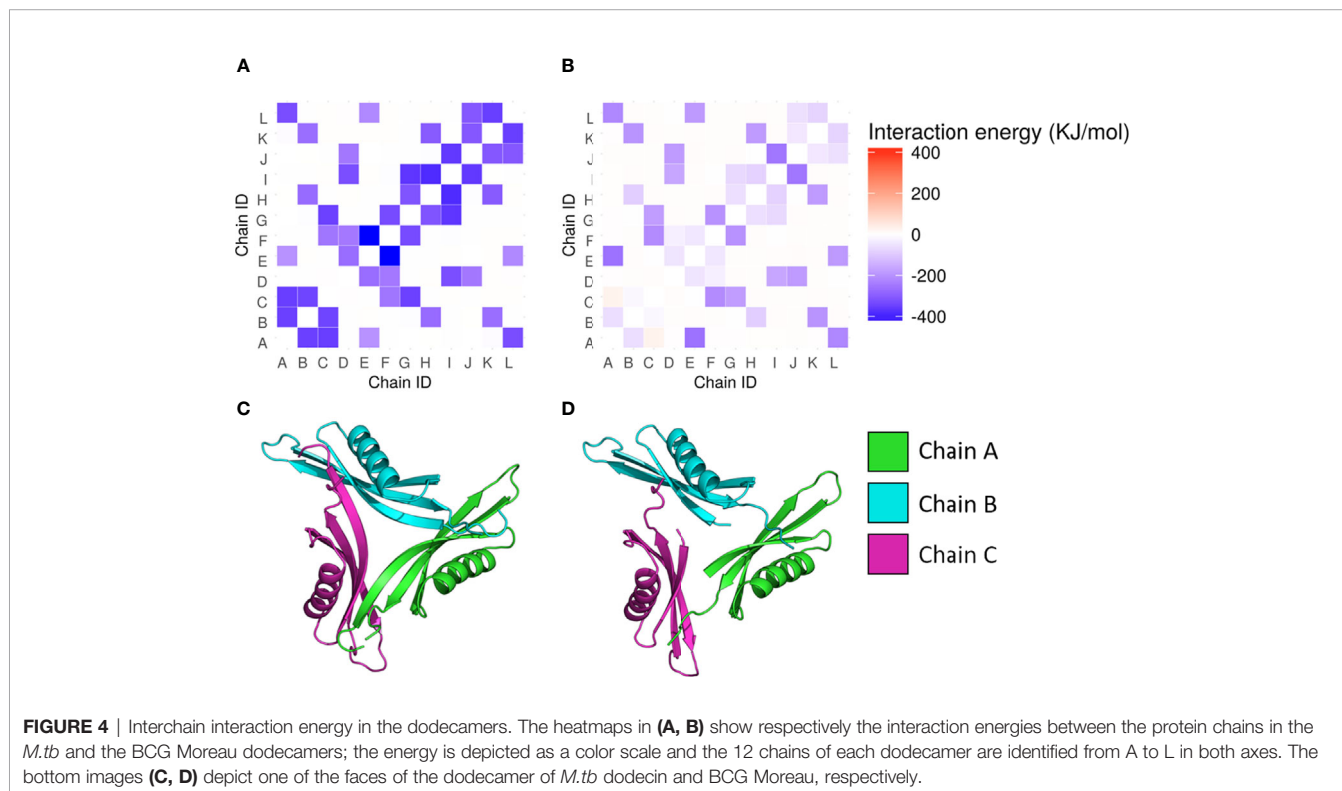 A
B
L
K
J
I
H
G
F
E
D
C
B
A
Chain ID
A B C D E F G H I J K L
Chain ID
L
K
J
I
H
G
F
E
D
C
B
A
Chain ID
A B C D E F G H I J K L
Chain ID
Interaction energy (KJ/mol)
400
200
0
-200
-400
C
D
Chain A
Chain B
Chain C
FIGURE 4 | Interchain interaction energy in the dodecamers. The heatmaps in (A, B) show respectively the interaction energies between the protein chains in the
M.tb and the BCG Moreau dodecamers; the energy is depicted as a color scale and the 12 chains of each dodecamer are identified from A to L in both axes. The
bottom images (C, D) depict one of the faces of the dodecamer of M.tb dodecin and BCG Moreau, respectively.